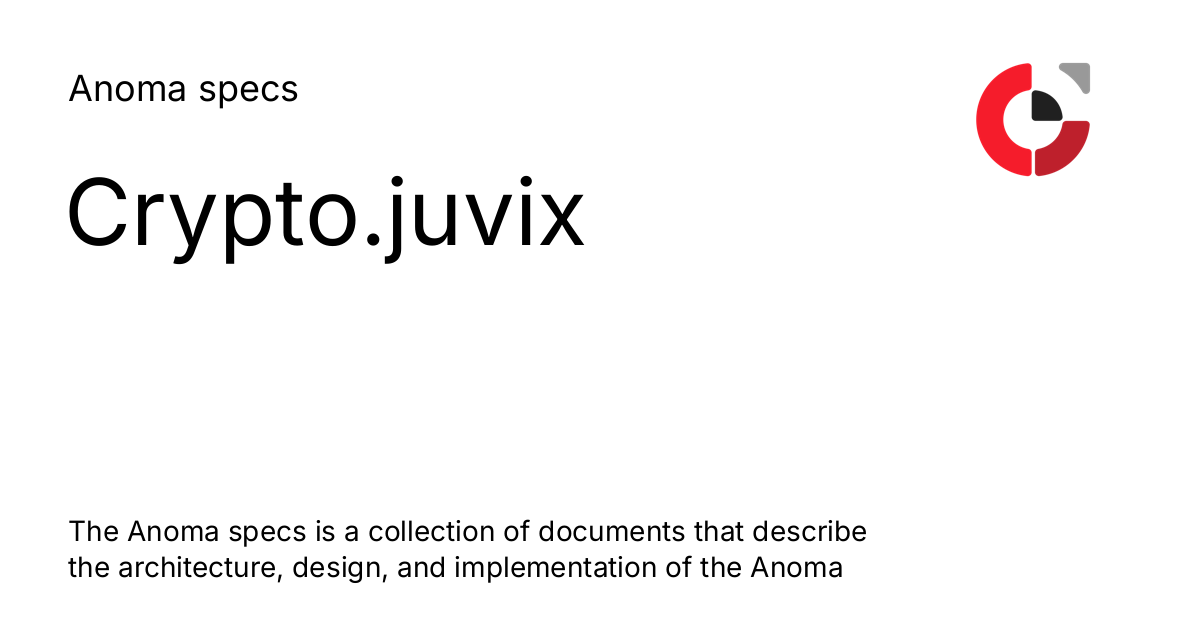 Anoma specs
Crypto.juvix
The Anoma specs is a collection of documents that describe
the architecture, design, and implementation of the Anoma